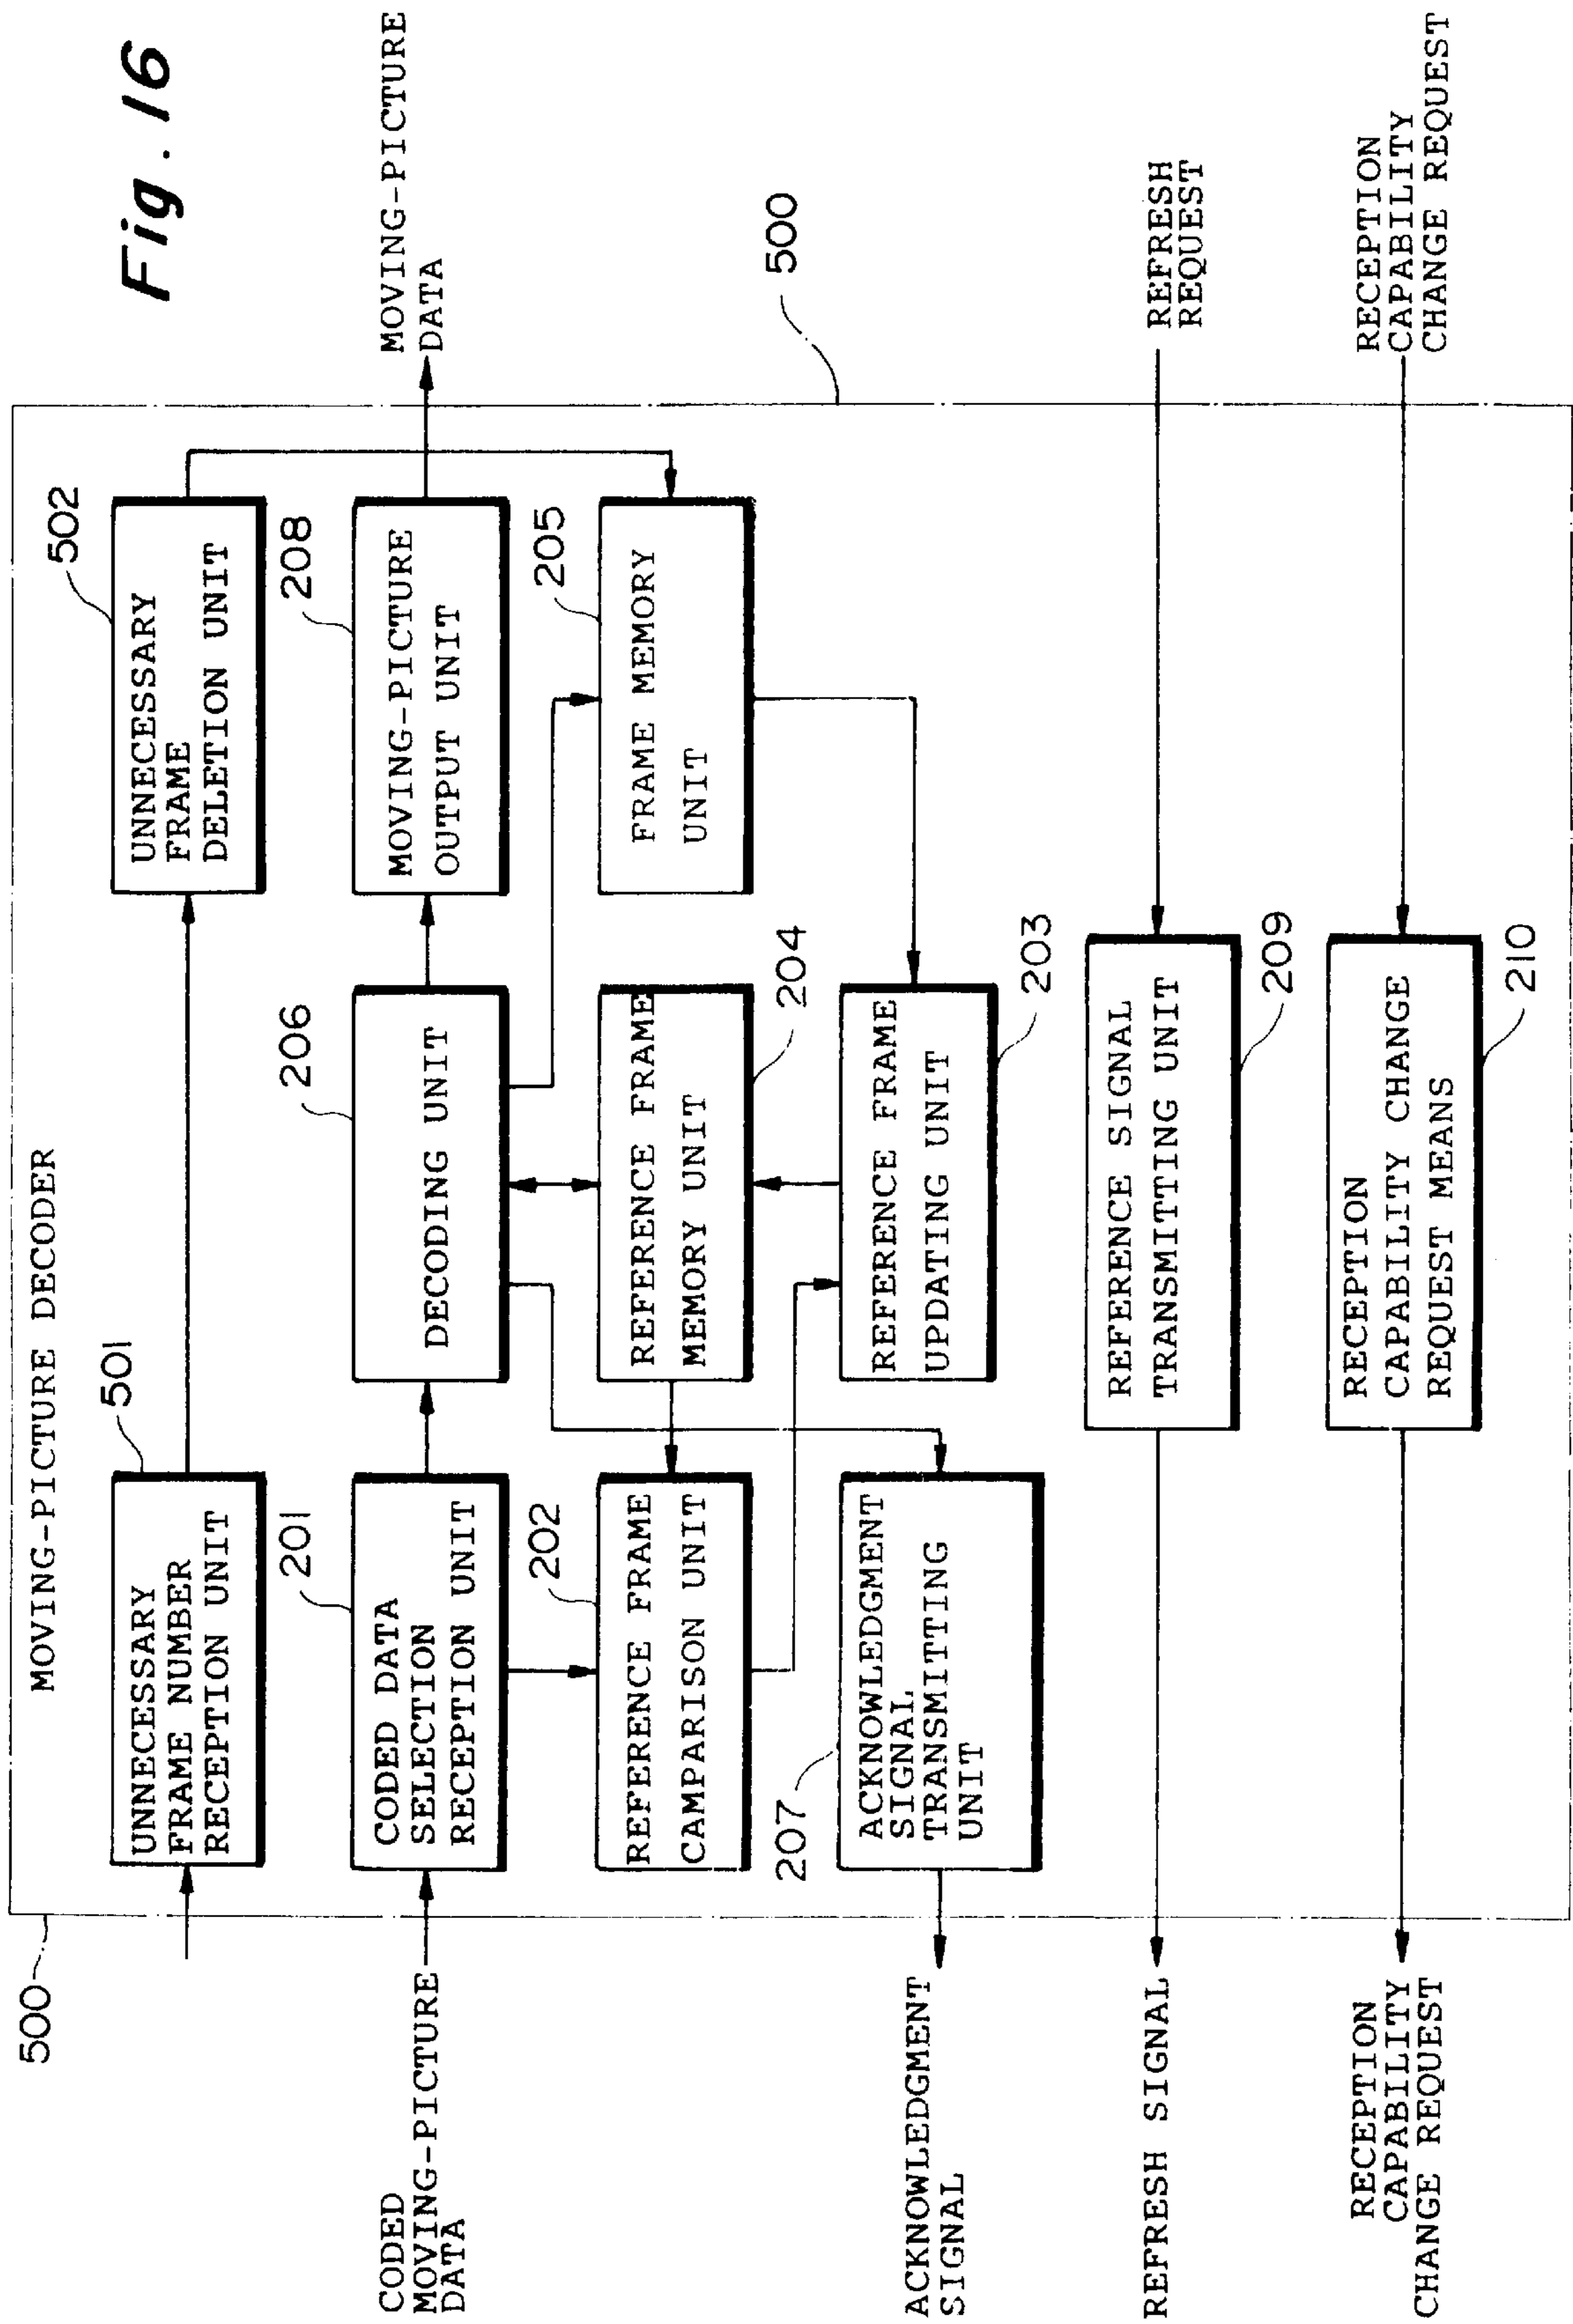 Fig. 16
MOVING-PICTURE DECODER
500
501
UNNECESSARY
FRAME NUMBER
RECEPTION UNIT
502
UNNECESSARY
FRAME
DELETION UNIT
CODED
MOVING-PICTURE
DATA
201
CODED DATA
SELECTION
RECEPTION UNIT
206
DECODING UNIT
208
MOVING-PICTURE
OUTPUT UNIT
MOVING-PICTURE
DATA
202
REFERENCE FRAME
CAMPARISON UNIT
REFERENCE FRAME
MEMORY UNIT
204
205
FRAME MEMORY
UNIT
500
207
ACKNOWLEDGMENT
SIGNAL
TRANSMITTING
UNIT
REFERENCE FRAME
UPDATING UNIT
203
ACKNOWLEDGMENT
SIGNAL
REFRESH SIGNAL
REFERENCE SIGNAL
TRANSMITTING UNIT
209
REFRESH
REQUEST
RECEPTION
CAPABILITY
CHANGE REQUEST
RECEPTION
CAPABILITY CHANGE
REQUEST MEANS
210
RECEPTION
CAPABILITY
CHANGE REQUEST